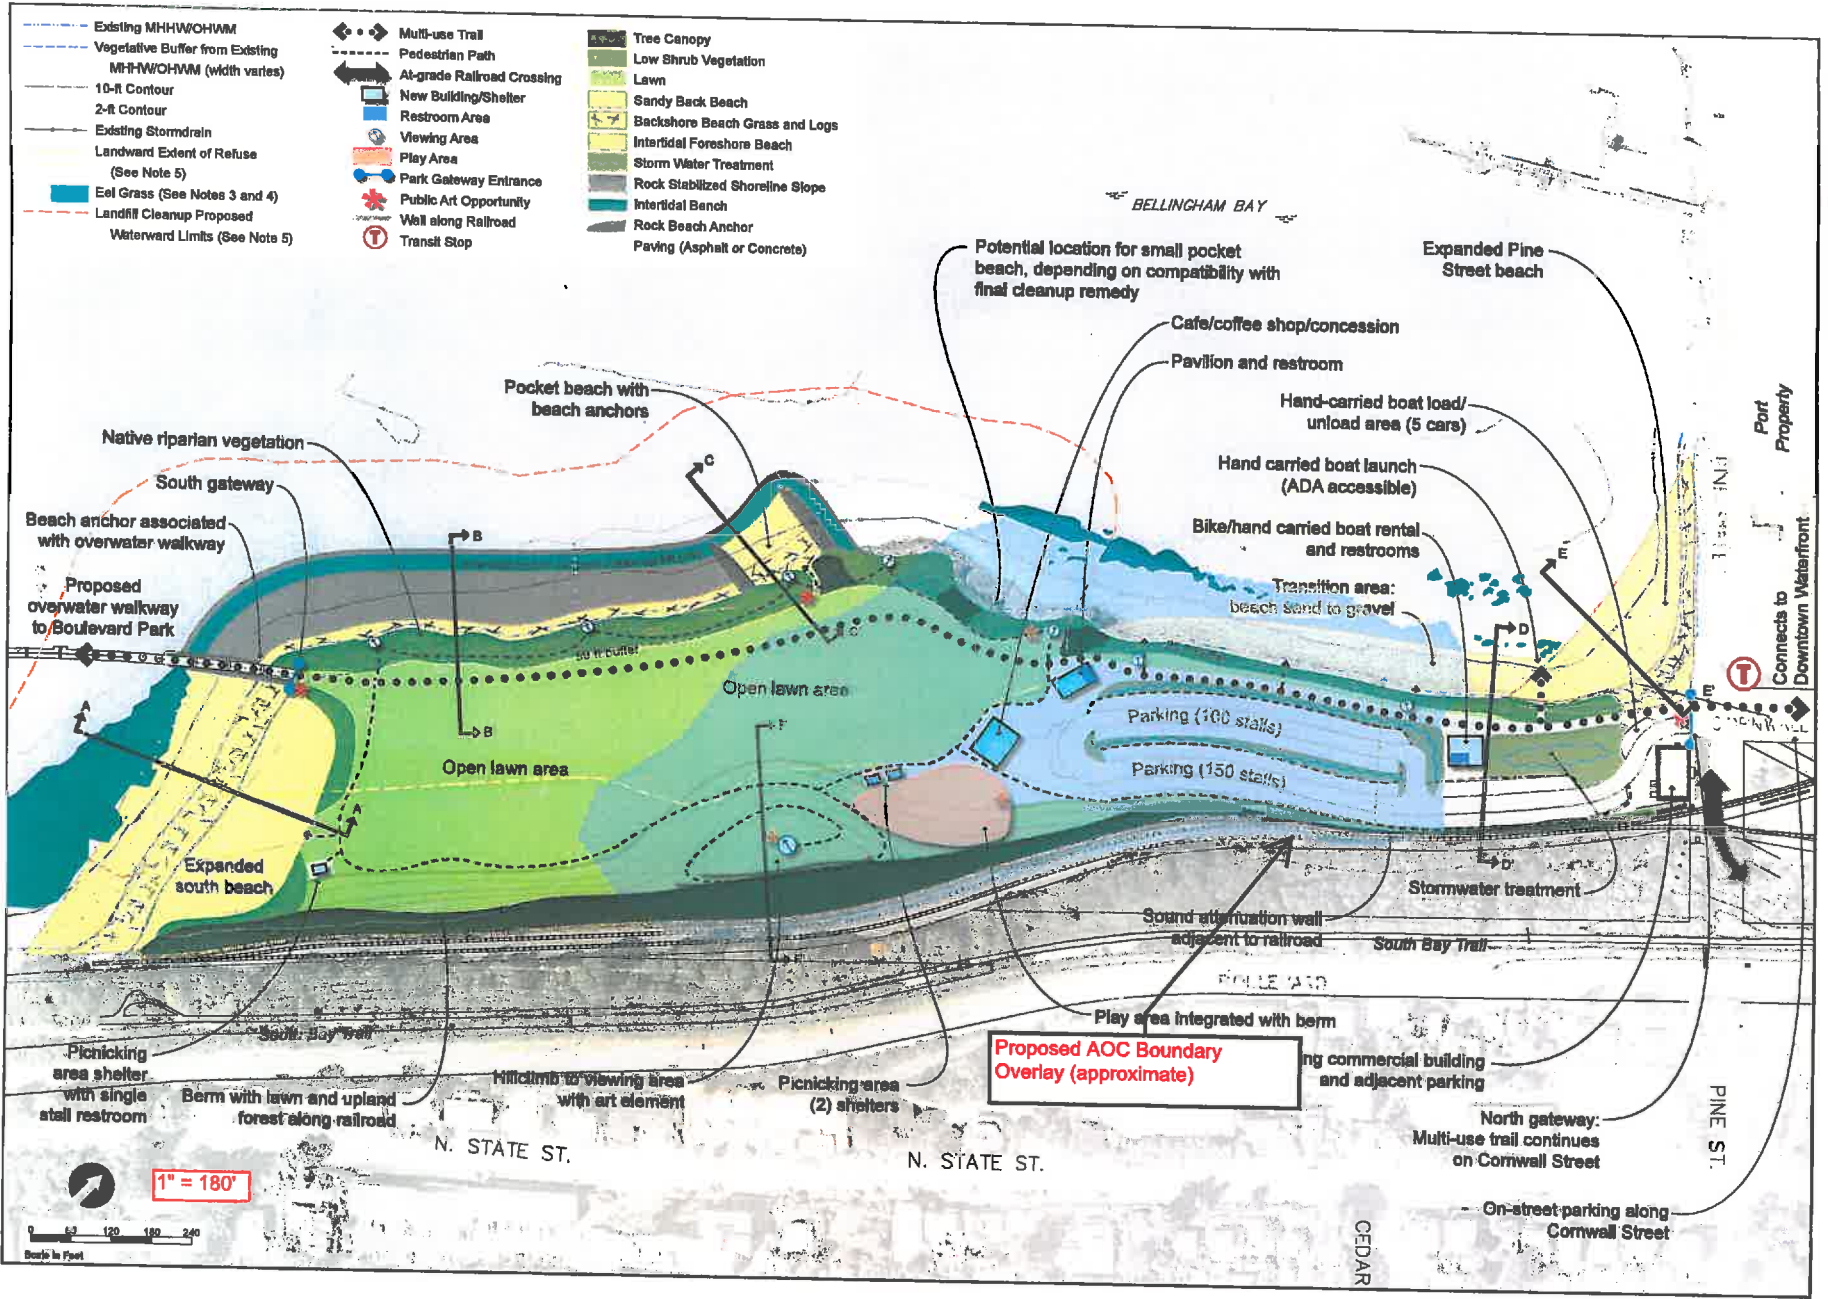 Existing MHHW/OHWM
Vegetative Buffer from Existing
MHHW/OHWM (width varies)
10-ft Contour
2-ft Contour
Existing Stormdrain
Landward Extent of Refuse
(See Note 5)
Eel Grass (See Notes 3 and 4)
Landfill Cleanup Proposed
Waterward Limits (See Note 5)
Multi-use Trail
Pedestrian Path
At-grade Railroad Crossing
New Building/Shelter
Restroom Area
Viewing Area
Play Area
Park Gateway Entrance
Public Art Opportunity
Wall along Railroad
T
Transit Stop
Tree Canopy
Low Shrub Vegetation
Lawn
Sandy Back Beach
Backshore Beach Grass and Logs
Intertidal Foreshore Beach
Storm Water Treatment
Rock Stabilized Shoreline Slope
Intertidal Bench
Rock Beach Anchor
Paving (Asphalt or Concrete)
BELLINGHAM BAY
Potential location for small pocket
beach, depending on compatibility with
final cleanup remedy
Expanded Pine
Street beach
Cafe/coffee shop/concession
Pavilion and restroom
Hand-carried boat load/
unload area (5 cars)
Hand carried boat launch
(ADA accessible)
Bike/hand carried boat rental
and restrooms
Transition area:
beach sand to gravel
Port
Property
Connects to
Downtown Waterfront
T
Pocket beach with
beach anchors
Native riparian vegetation
South gateway
Beach anchor associated
with overwater walkway
Proposed
overwater walkway
to Boulevard Park
C
B
E'
D
50 ft buffer
C'
Open lawn area
E'
A
B
F
Parking (100 stalls)
Open lawn area
Parking (150 stalls)
A
Expanded
south beach
D'
Stormwater treatment
Sound attenuation wall
adjacent to railroad
South Bay Trail
F
Play area integrated with berm
South Bay Trail
Proposed AOC Boundary
Overlay (approximate)
ng commercial building
and adjacent parking
Picnicking
area shelter
with single
stall restroom
Berm with lawn and upland
forest along railroad
Hillclimb to viewing area
with art element
Picnicking area
(2) shelters
North gateway:
Multi-use trail continues
on Cornwall Street
PINE ST.
N. STATE ST.
N. STATE ST.
1" = 180'
On-street parking along
Cornwall Street
CEDAR
0 60 120 180 240
Scale in Feet